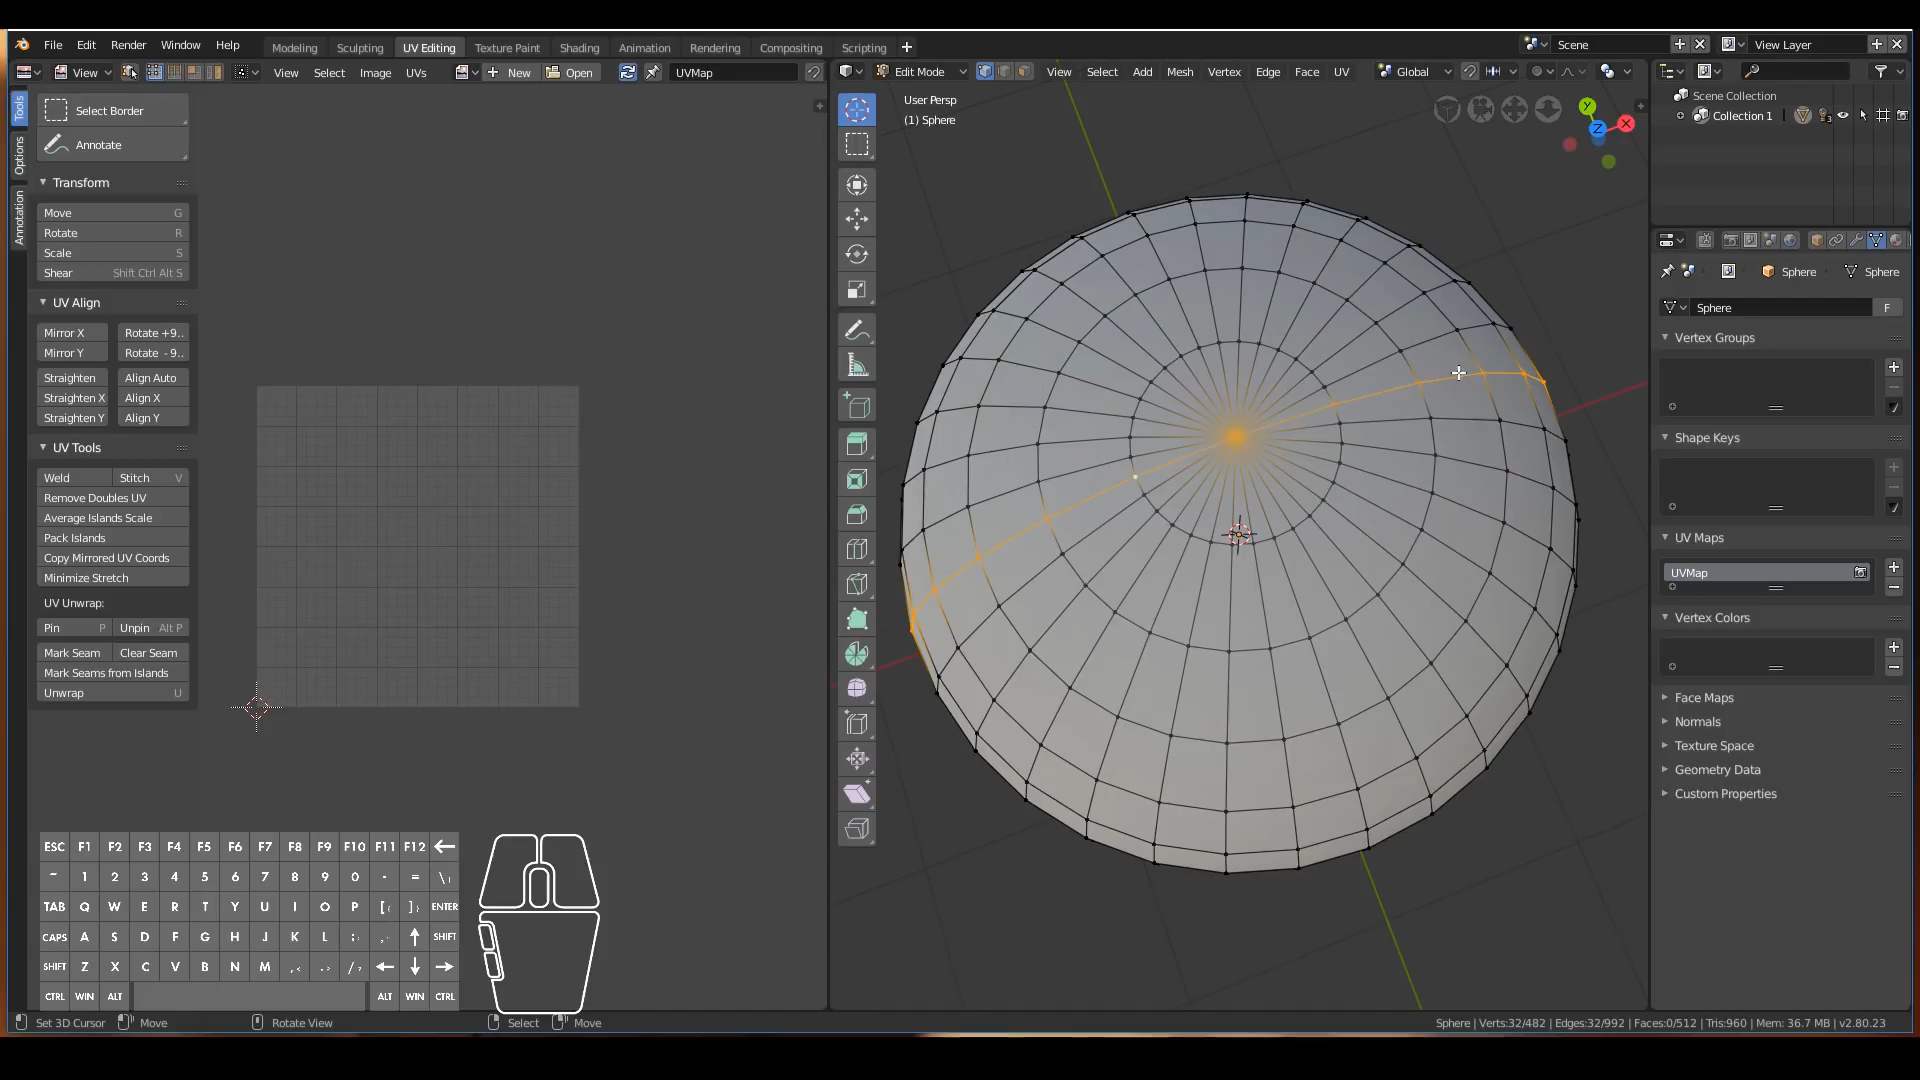 File Edit Render Window Help
Modeling Sculpting UV Editing Texture Paint Shading Animation Rendering Compositing Scripting
Scene
View Layer
View
View Select Image UVs
New Open
UVMap
Edit Mode
View Select Add Mesh Vertex Edge Face UV
Global
Tools
Options
Annotation
Select Border
Annotate
Transform
Move G
Rotate R
Scale S
Shear Shift Ctrl Alt S
UV Align
Mirror X Rotate +9..
Mirror Y Rotate - 9..
Straighten Align Auto
Straighten X Align X
Straighten Y Align Y
UV Tools
Weld Stitch V
Remove Doubles UV
Average Islands Scale
Pack Islands
Copy Mirrored UV Coords
Minimize Stretch
UV Unwrap:
Pin P Unpin Alt P
Mark Seam Clear Seam
Mark Seams from Islands
Unwrap U
User Persp
(1) Sphere
Y
Z
X
Scene Collection
Collection 1
3
Sphere Sphere
Sphere F
Vertex Groups
Shape Keys
UV Maps
UVMap
Vertex Colors
Face Maps
Normals
Texture Space
Geometry Data
Custom Properties
ESC F1 F2 F3 F4 F5 F6 F7 F8 F9 F10 F11 F12
~ 1 2 3 4 5 6 7 8 9 0 - = \|
TAB Q W E R T Y U I O P [{ ]} ENTER
CAPS A S D F G H J K L ;: SHIFT
SHIFT Z X C V B N M ,< .> /?
CTRL WIN ALT ALT WIN CTRL
Set 3D Cursor Move Rotate View Select Move
Sphere | Verts:32/482 | Edges:32/992 | Faces:0/512 | Tris:960 | Mem: 36.7 MB | v2.80.23